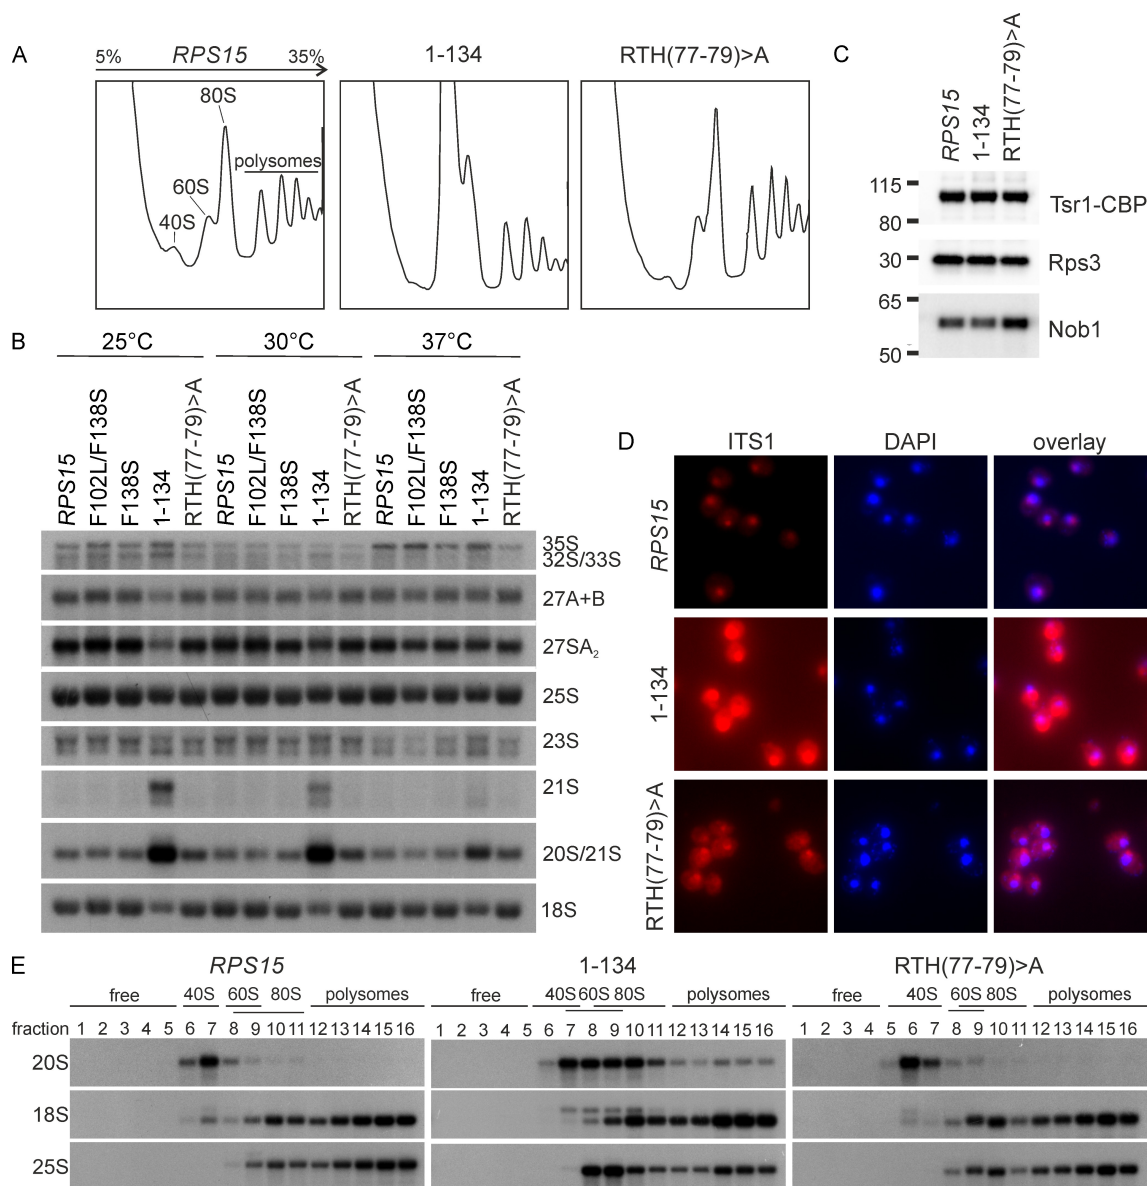 A
5% RPS15 35%
1-134
RTH(77-79)>A
80S
polysomes
60S
40S
C
RPS15
1-134
RTH(77-79)>A
115
80
Tsr1-CBP
30
Rps3
65
50
Nob1
B
25°C 30°C 37°C
RPS15 F102L/F138S F138S 1-134 RTH(77-79)>A RPS15 F102L/F138S F138S 1-134 RTH(77-79)>A RPS15 F102L/F138S F138S 1-134 RTH(77-79)>A
35S
32S/33S
27A+B
27SA2
25S
23S
21S
20S/21S
18S
D
ITS1 DAPI overlay
RPS15
1-134
RTH(77-79)>A
E
RPS15 1-134 RTH(77-79)>A
free 40S 60S 80S polysomes free 40S 60S 80S polysomes free 40S 60S 80S polysomes
fraction 1 2 3 4 5 6 7 8 9 10 11 12 13 14 15 16 1 2 3 4 5 6 7 8 9 10 11 12 13 14 15 16 1 2 3 4 5 6 7 8 9 10 11 12 13 14 15 16
20S
18S
25S